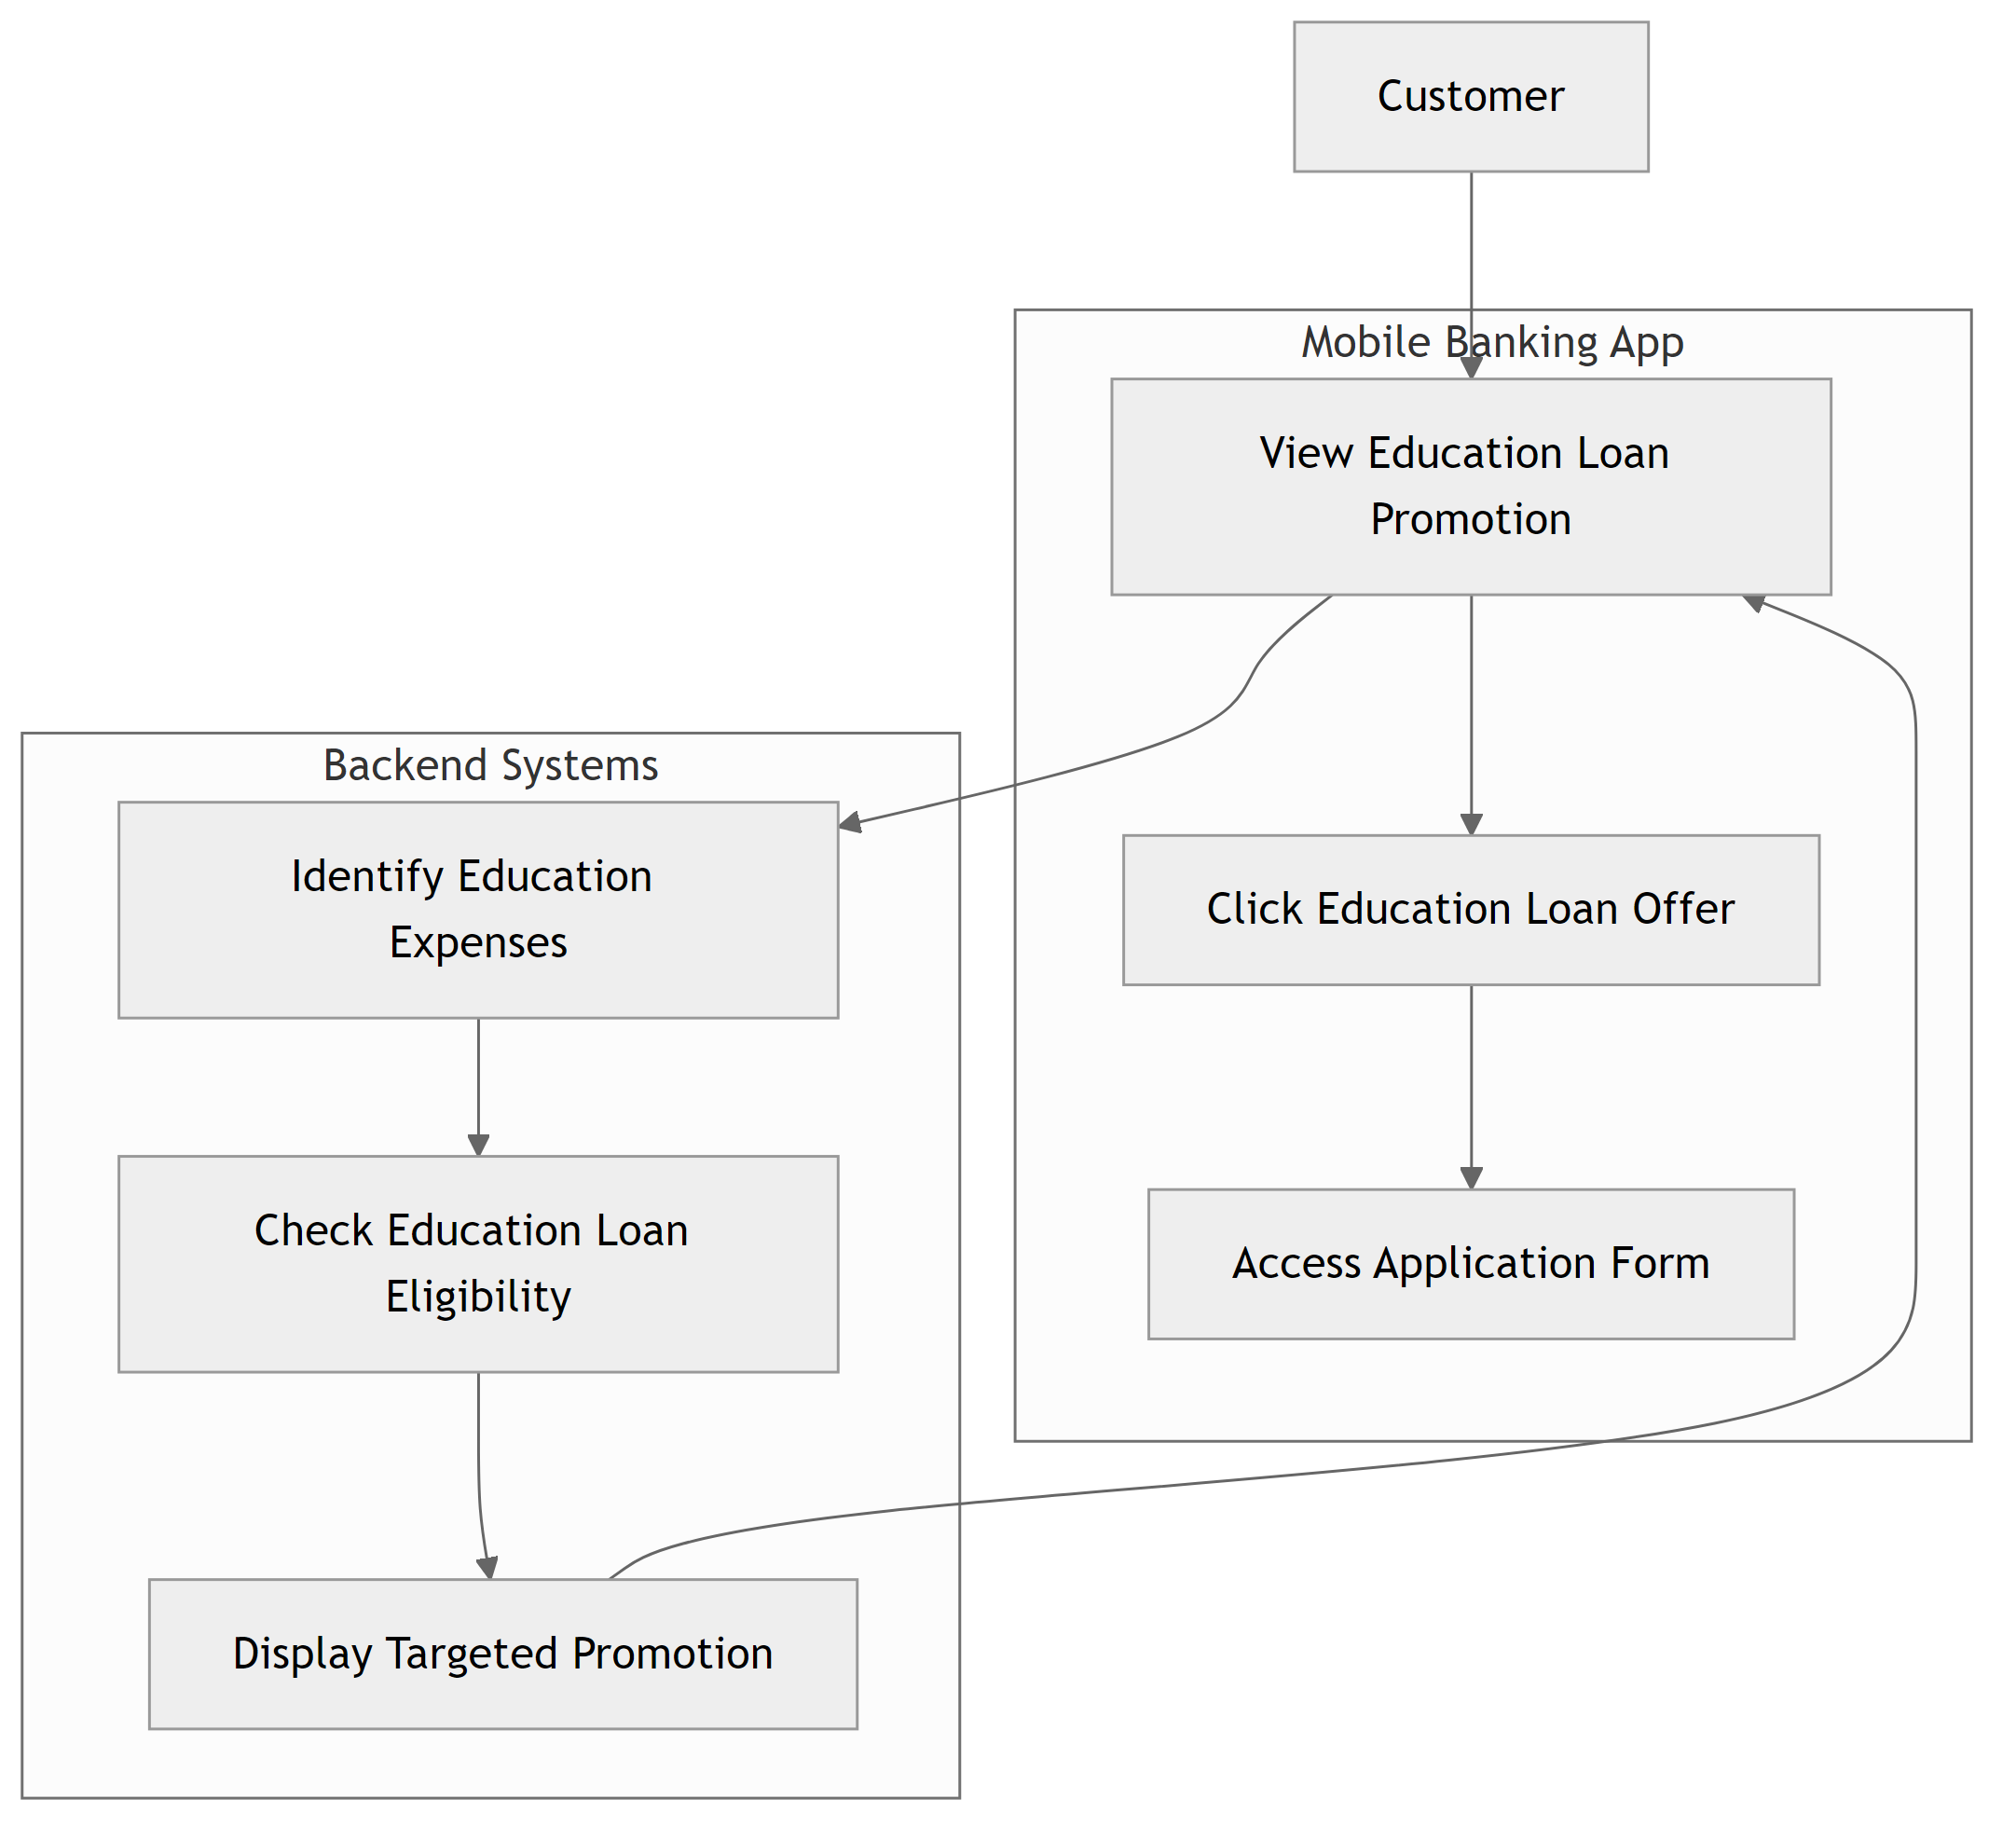 Customer
Mobile Banking App
View Education Loan
Promotion
Backend Systems
Identify Education
Expenses
Click Education Loan Offer
Check Education Loan
Eligibility
Access Application Form
Display Targeted Promotion